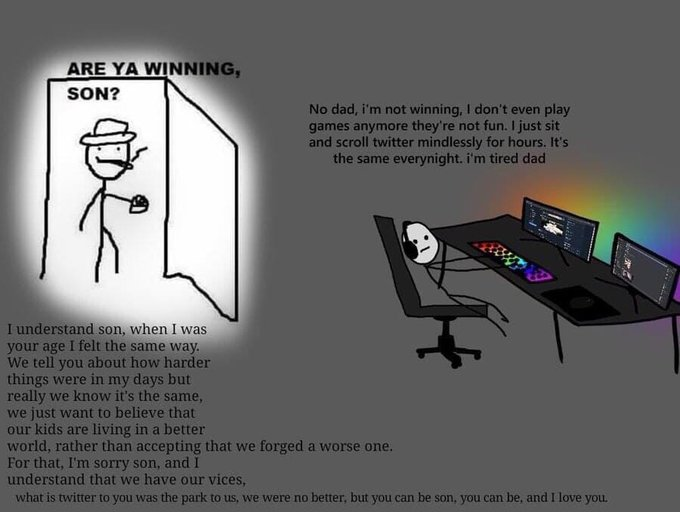 ARE YA WINNING,
SON?
No dad, i'm not winning, I don't even play
games anymore they're not fun. I just sit
and scroll twitter mindlessly for hours. It's
the same everynight. i'm tired dad
I understand son, when I was
your age I felt the same way.
We tell you about how harder
things were in my days but
really we know it's the same,
we just want to believe that
our kids are living in a better
world, rather than accepting that we forged a worse one.
For that, I'm sorry son, and I
understand that we have our vices,
what is twitter to you was the park to us, we were no better, but you can be son, you can be, and I love you.